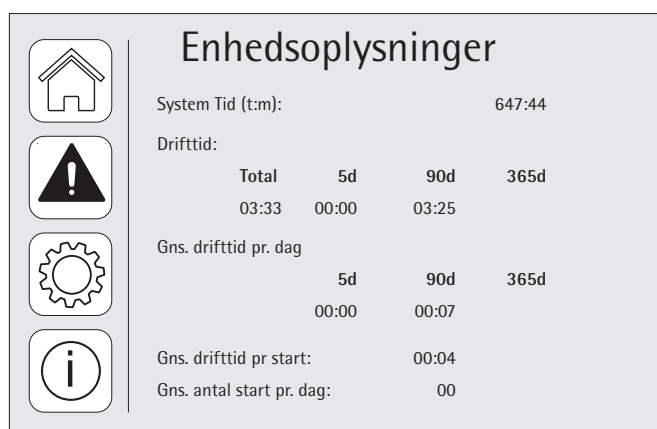 Enhedsoplysninger
System Tid (t:m): 647:44
Drifttid:
Total 5d 90d 365d
03:33 00:00 03:25
Gns. drifttid pr. dag
5d 90d 365d
00:00 00:07
Gns. drifttid pr start: 00:04
Gns. antal start pr. dag: 00